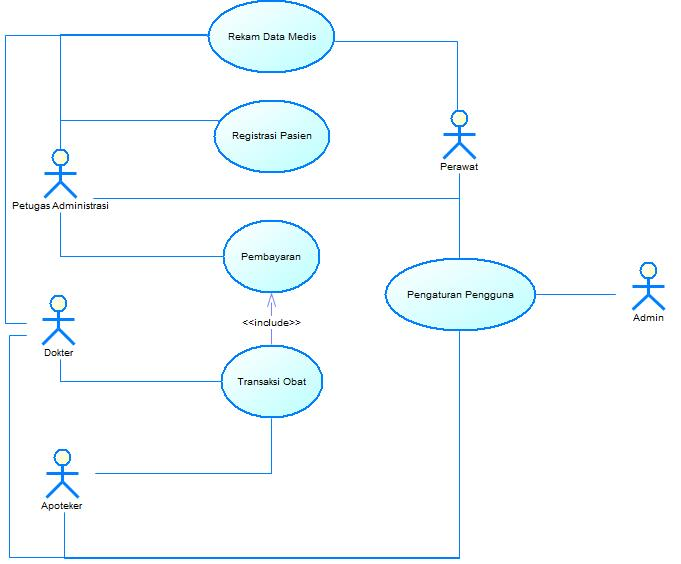 Rekam Data Medis
Registrasi Pasien
Perawat
Petugas Administrasi
Pembayaran
Pengaturan Pengguna
Admin
<<include>>
Dokter
Transaksi Obat
Apoteker